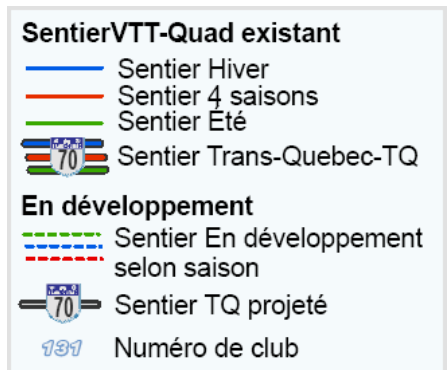 SentierVTT-Quad existant
Sentier Hiver
Sentier 4 saisons
Sentier Été
70 Sentier Trans-Quebec-TQ
En développement
Sentier En développement
selon saison
70 Sentier TQ projeté
131 Numéro de club